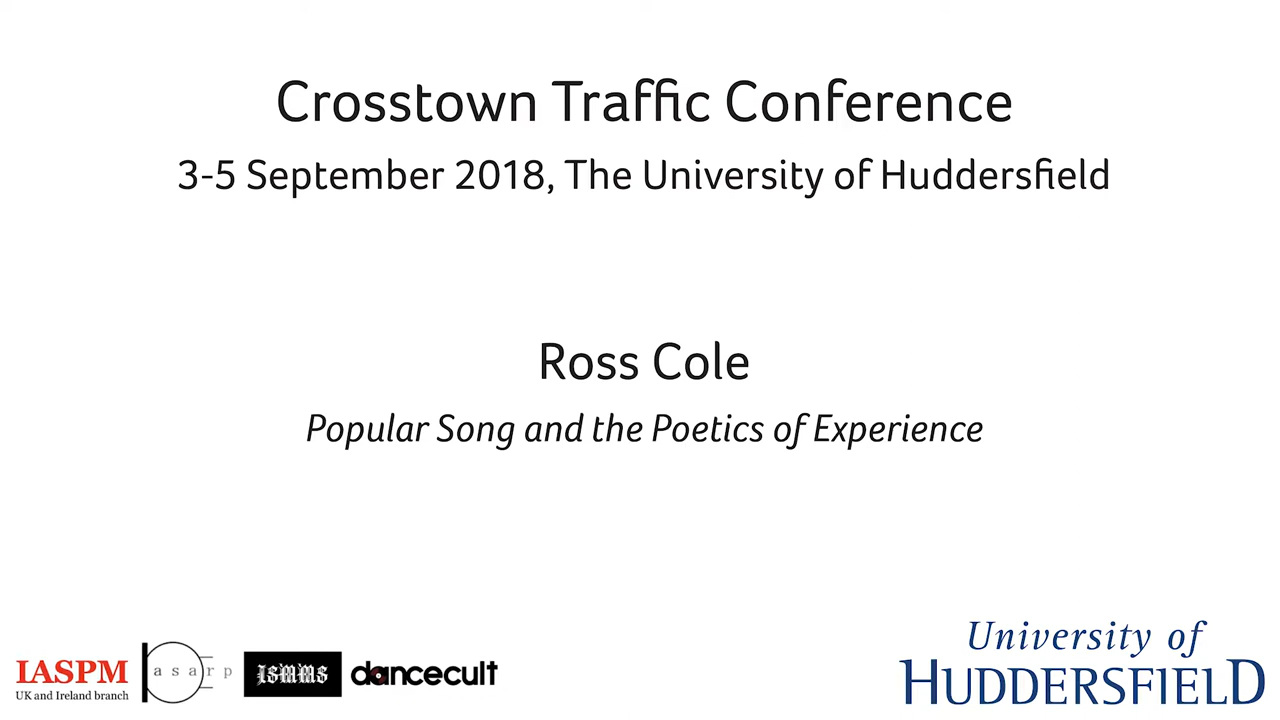 Crosstown Traffic Conference
3-5 September 2018, The University of Huddersfield
Ross Cole
Popular Song and the Poetics of Experience
IASPM
UK and Ireland branch
asarp
ISMMS
dancecult
University of
HUDDERSFIELD